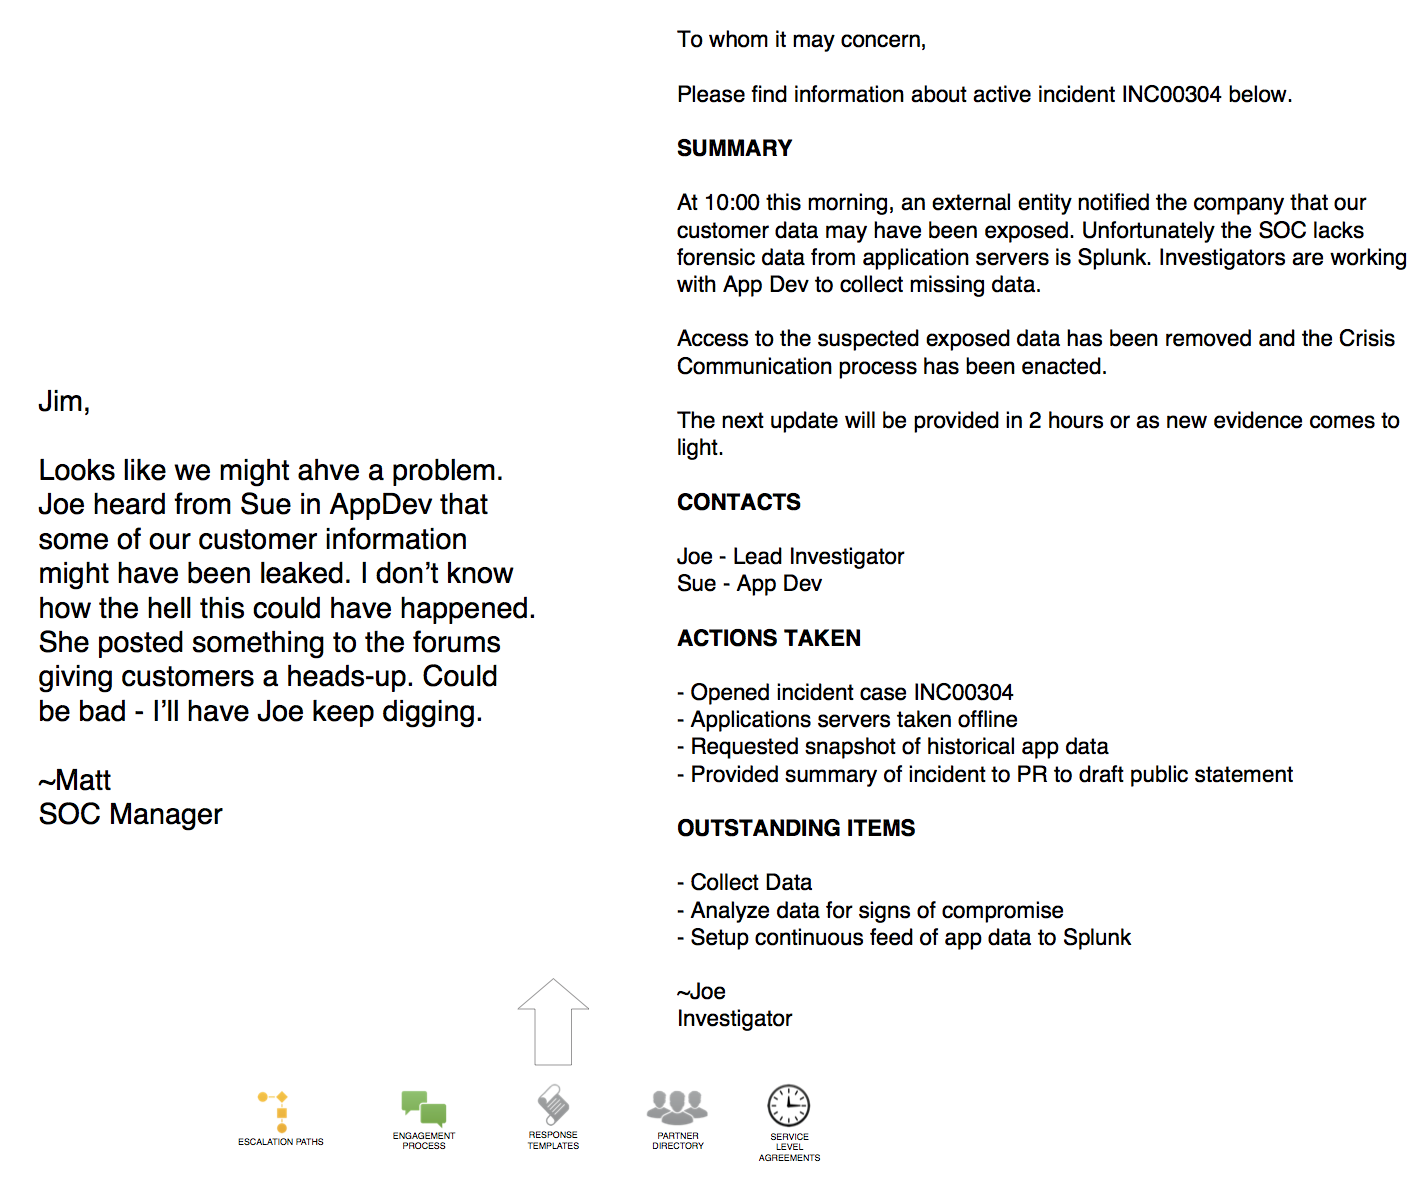 Jim,
Looks like we might ahve a problem.
Joe heard from Sue in AppDev that
some of our customer information
might have been leaked. I don’t know
how the hell this could have happened.
She posted something to the forums
giving customers a heads-up. Could
be bad - I’ll have Joe keep digging.
~Matt
SOC Manager
To whom it may concern,
Please find information about active incident INC00304 below.
SUMMARY
At 10:00 this morning, an external entity notified the company that our
customer data may have been exposed. Unfortunately the SOC lacks
forensic data from application servers is Splunk. Investigators are working
with App Dev to collect missing data.
Access to the suspected exposed data has been removed and the Crisis
Communication process has been enacted.
The next update will be provided in 2 hours or as new evidence comes to
light.
CONTACTS
Joe - Lead Investigator
Sue - App Dev
ACTIONS TAKEN
- Opened incident case INC00304
- Applications servers taken offline
- Requested snapshot of historical app data
- Provided summary of incident to PR to draft public statement
OUTSTANDING ITEMS
- Collect Data
- Analyze data for signs of compromise
- Setup continuous feed of app data to Splunk
~Joe
Investigator
ESCALATION PATHS
ENGAGEMENT
PROCESS
RESPONSE
TEMPLATES
PARTNER
DIRECTORY
SERVICE
LEVEL
AGREEMENTS